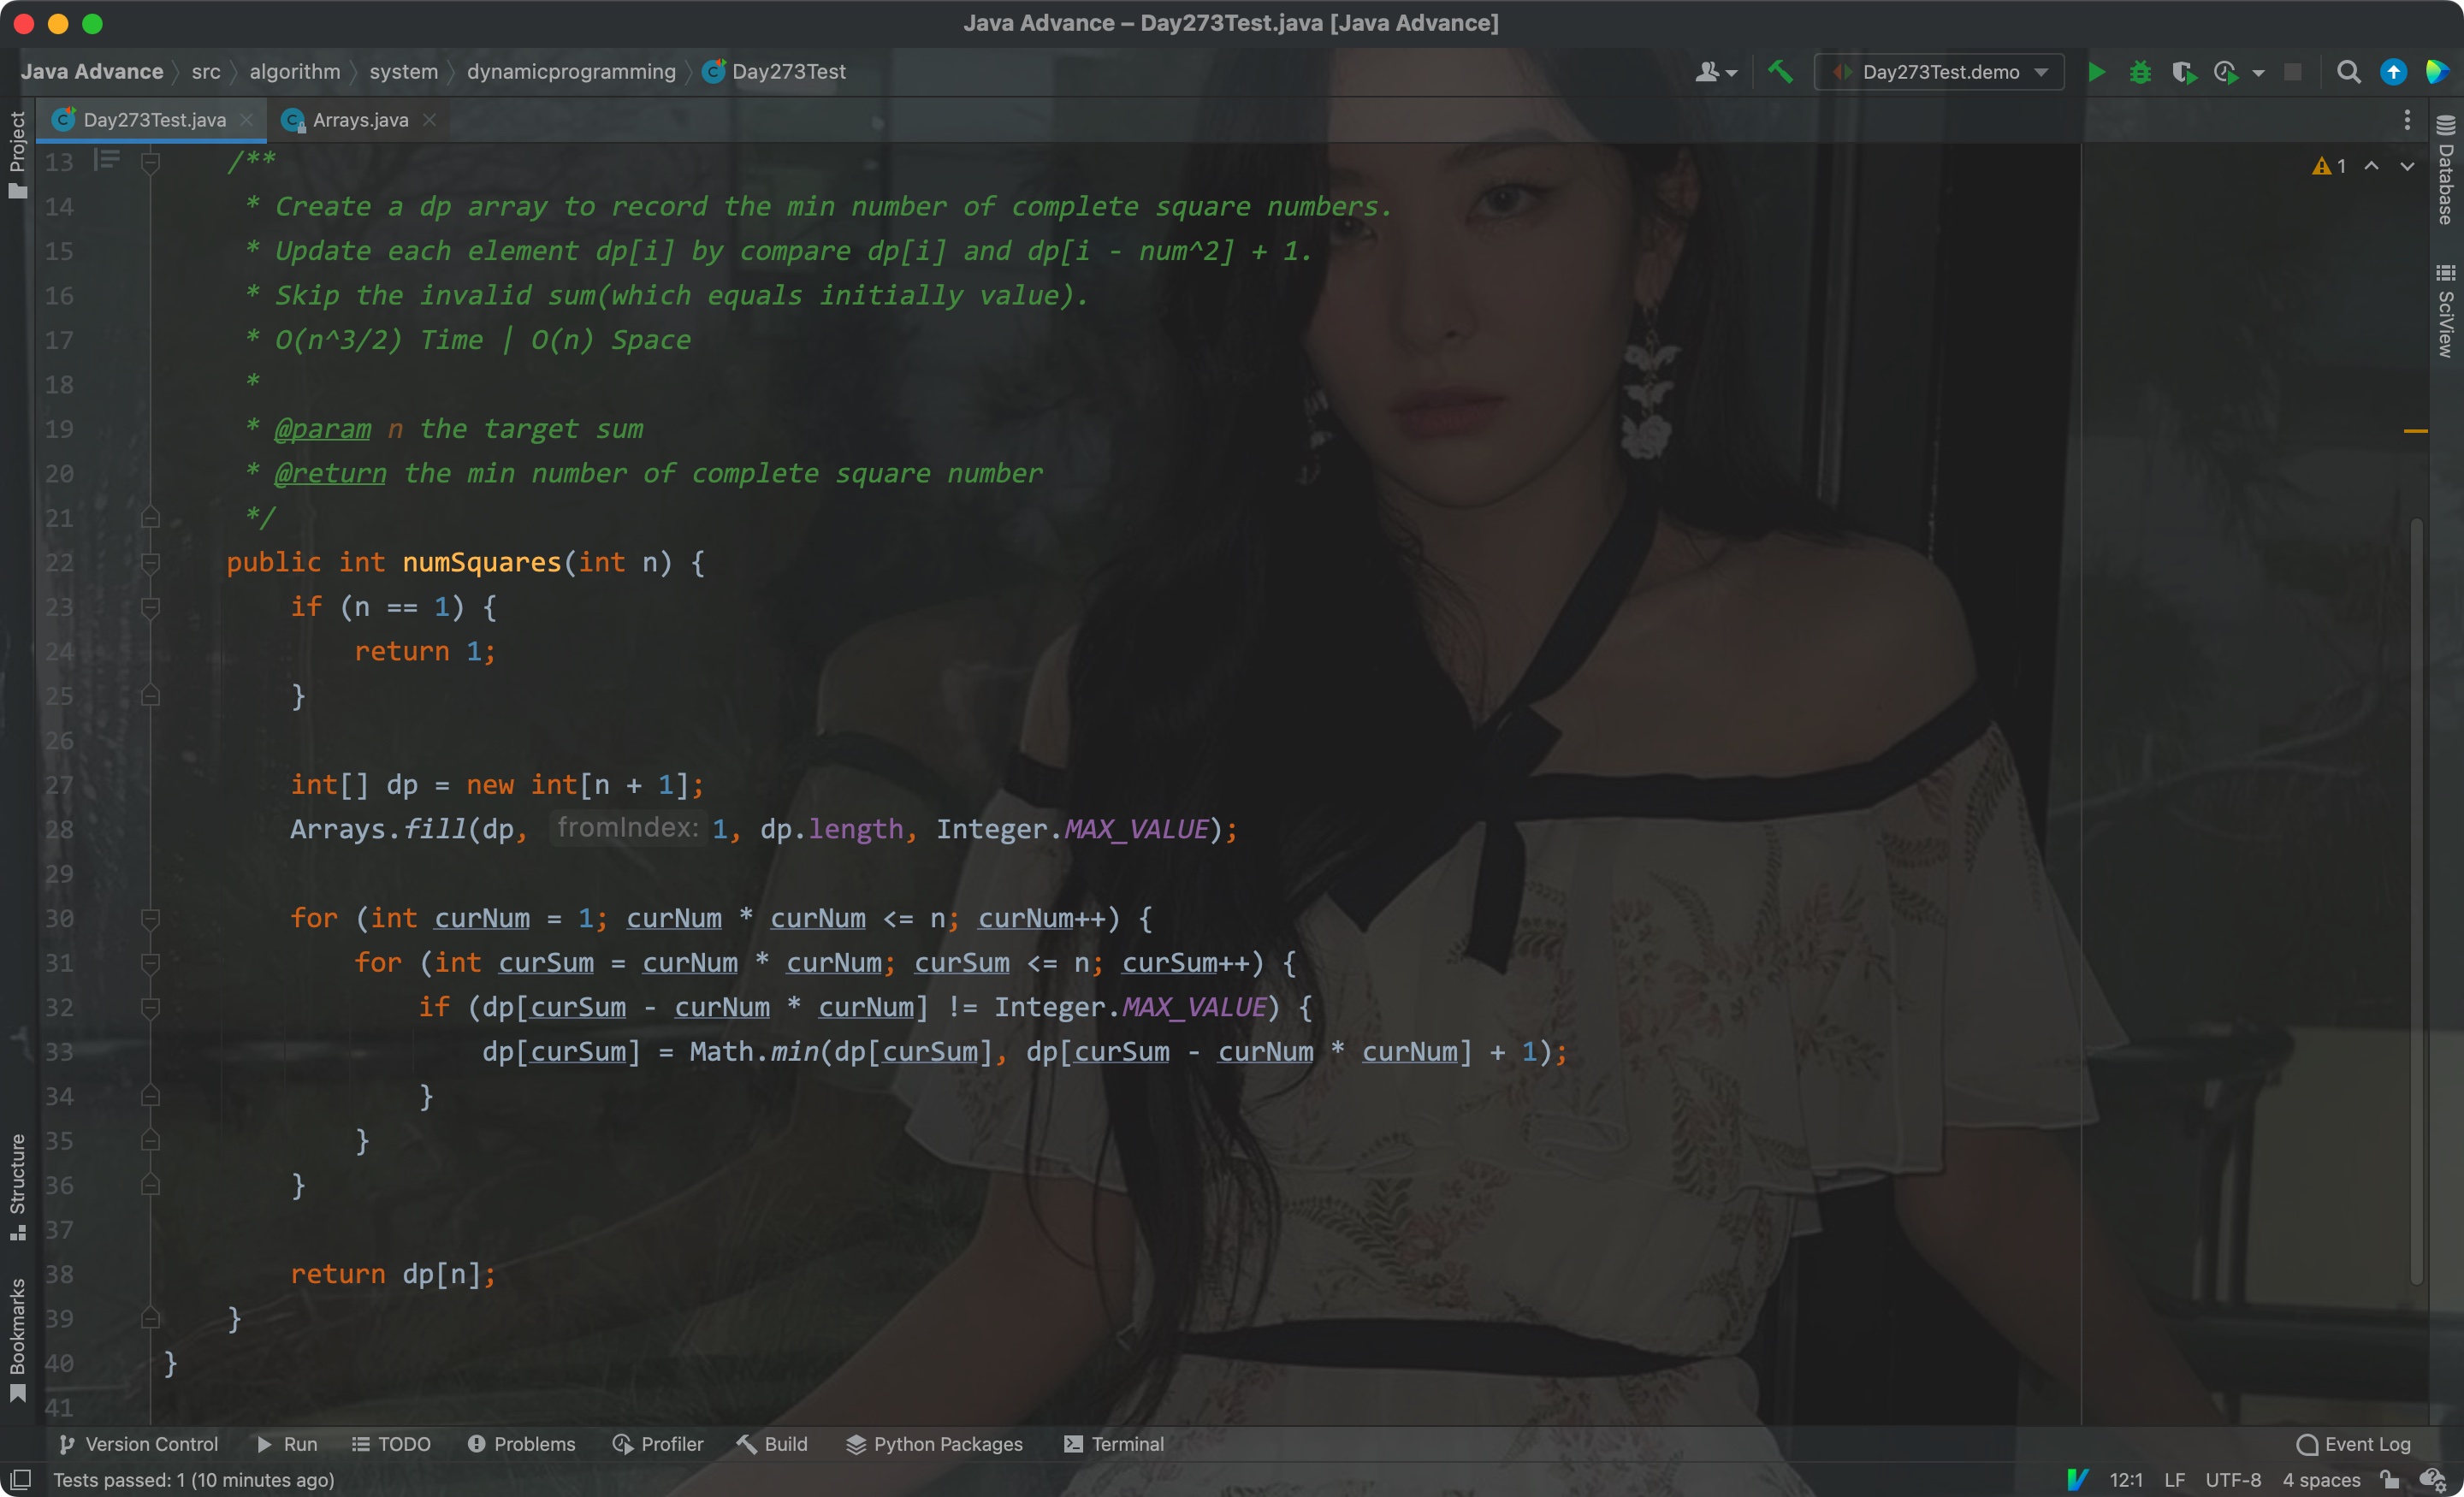 Java Advance – Day273Test.java [Java Advance]
Java Advance src algorithm system dynamicprogramming Day273Test Day273Test.demo
Day273Test.java Arrays.java
Project
Structure
Bookmarks
Database
SciView
1
13 /**
14 * Create a dp array to record the min number of complete square numbers.
15 * Update each element dp[i] by compare dp[i] and dp[i - num^2] + 1.
16 * Skip the invalid sum(which equals initially value).
17 * O(n^3/2) Time | O(n) Space
18 *
19 * @param n the target sum
20 * @return the min number of complete square number
21 */
22 public int numSquares(int n) {
23 if (n == 1) {
24 return 1;
25 }
26
27 int[] dp = new int[n + 1];
28 Arrays.fill(dp, fromIndex: 1, dp.length, Integer.MAX_VALUE);
29
30 for (int curNum = 1; curNum * curNum <= n; curNum++) {
31 for (int curSum = curNum * curNum; curSum <= n; curSum++) {
32 if (dp[curSum - curNum * curNum] != Integer.MAX_VALUE) {
33 dp[curSum] = Math.min(dp[curSum], dp[curSum - curNum * curNum] + 1);
34 }
35 }
36 }
37
38 return dp[n];
39 }
40 }
41
Version Control Run TODO Problems Profiler Build Python Packages Terminal Event Log
Tests passed: 1 (10 minutes ago) 12:1 LF UTF-8 4 spaces